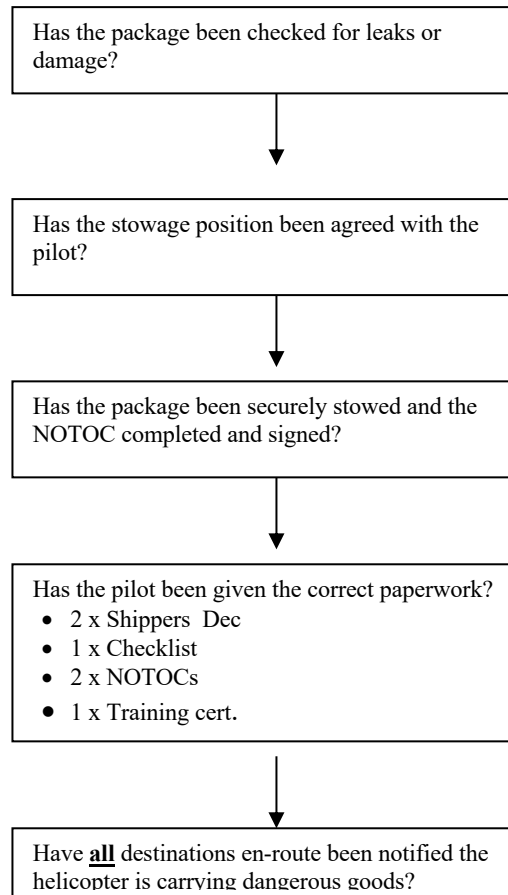 Has the package been checked for leaks or
damage?
Has the stowage position been agreed with the
pilot?
Has the package been securely stowed and the
NOTOC completed and signed?
Has the pilot been given the correct paperwork?
• 2 x Shippers Dec
• 1 x Checklist
• 2 x NOTOCs
• 1 x Training cert.
Have all destinations en-route been notified the
helicopter is carrying dangerous goods?